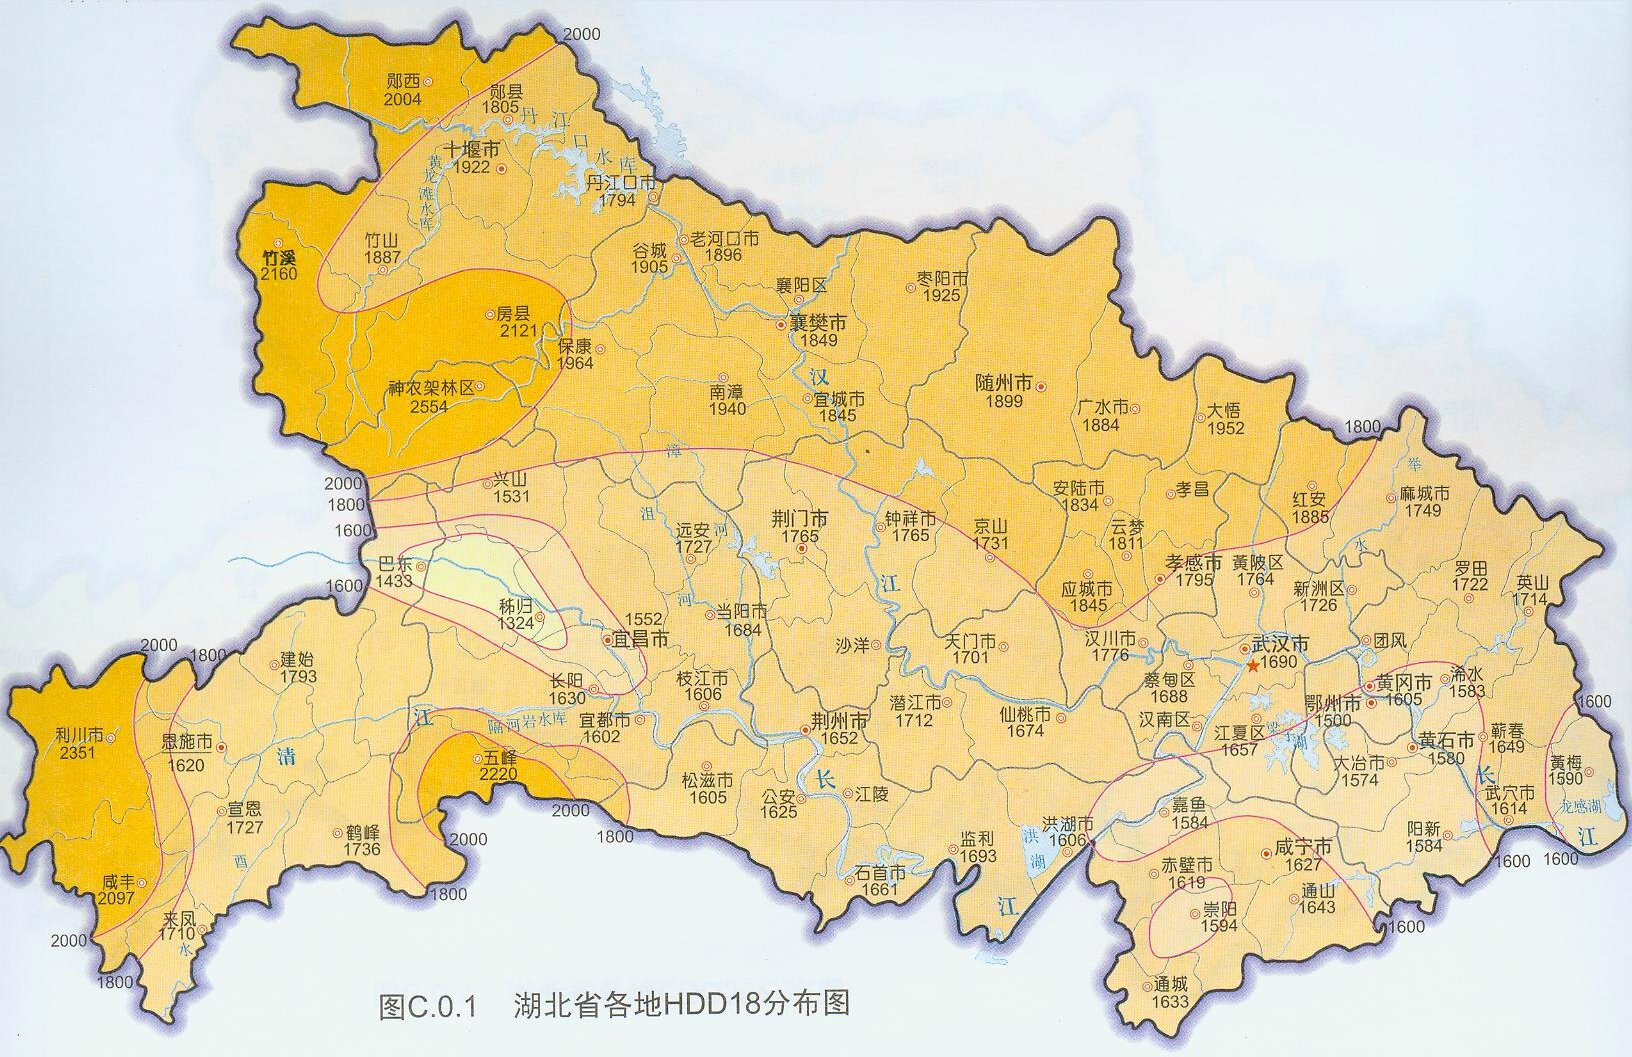 2000
郧西
2004
郧县
1805
丹江口水库
十堰市
1922
黄龙滩水库
丹江口市
1794
竹溪
2160
竹山
1887
谷城
1905
老河口市
1896
襄阳区
枣阳市
1925
房县
2121
襄樊市
1849
保康
1964
神农架林区
2554
南漳
1940
汉
宜城市
1845
随州市
1899
广水市
1884
大悟
1952
1800
2000
1800
1600
兴山
1531
漳
沮
河
远安
1727
荆门市
1765
钟祥市
1765
京山
1731
安陆市
1834
孝昌
云梦
1811
红安
1885
举
水
麻城市
1749
巴东
1433
1600
秭归
1324
1552
宜昌市
河
当阳市
1684
江
应城市
1845
孝感市
1795
黄陂区
1764
新洲区
1726
罗田
1722
英山
1714
2000
1800
建始
1793
长阳
1630
枝江市
1606
沙洋
天门市
1701
汉川市
1776
武汉市
1690
团风
蔡甸区
1688
浠水
1583
黄冈市
1605
1600
利川市
2351
恩施市
1620
清
江
隔河岩水库
宜都市
1602
荆州市
1652
潜江市
1712
仙桃市
1674
汉南区
江夏区
1657
鄂州市
1500
黄石市
1580
蕲春
1649
五峰
2220
松滋市
1605
长
大冶市
1574
黄梅
1590
宣恩
1727
鹤峰
1736
2000
2000
1800
公安
1625
江陵
洪湖市
1606
洪湖
嘉鱼
1584
长
武穴市
1614
龙感湖
江
酉
水
监利
1693
咸宁市
1627
阳新
1584
1600
1600
咸丰
2097
1800
石首市
1661
赤壁市
1619
通山
1643
来凤
1710
2000
江
崇阳
1594
1600
1800
通城
1633
图C.0.1 湖北省各地HDD18分布图